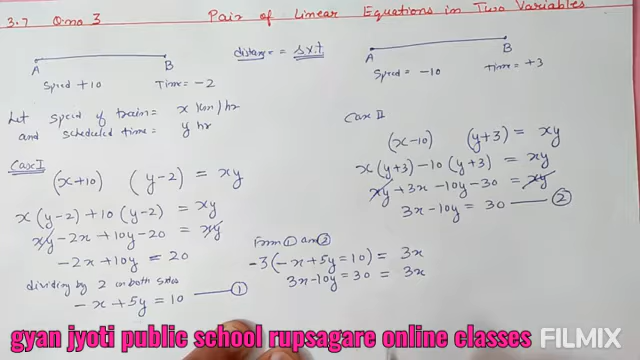 3.7 Q.no 3 Pair of Linear Equations in Two Variables
distance = s x t
A B
Speed +10 Time = -2
A B
Speed = -10 Time = +3
Let speed of train = x km/hr
and scheduled time = y hr
Case I
(x+10) (y-2) = xy
x(y-2)+10(y-2) = xy
xy-2x+10y-20 = xy
-2x+10y = 20
dividing by 2 on both sides
-x+5y = 10 ①
Case II
(x-10) (y+3) = xy
x(y+3)-10(y+3) = xy
xy+3x-10y-30 = xy
3x-10y = 30 ②
From ① and ②
-3(-x+5y=10) = 3x
3x-10y=30 = 3x
gyan jyoti public school rupsagare online classes
FILMIX